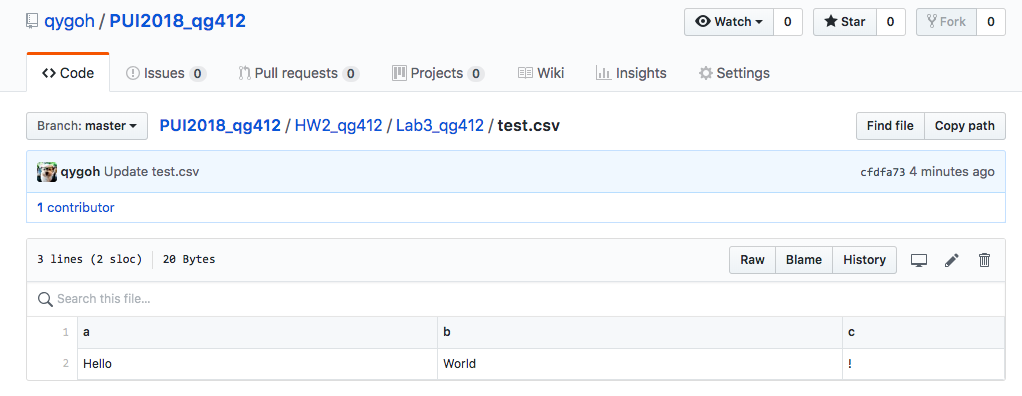 qygoh / PUI2018_qg412 Watch 0 Star 0 Fork 0
Code Issues 0 Pull requests 0 Projects 0 Wiki Insights Settings
Branch: master PUI2018_qg412 / HW2_qg412 / Lab3_qg412 / test.csv Find file Copy path
qygoh Update test.csv cfdfa73 4 minutes ago
1 contributor
3 lines (2 sloc) 20 Bytes Raw Blame History
Search this file...
1 a b c
2 Hello World !